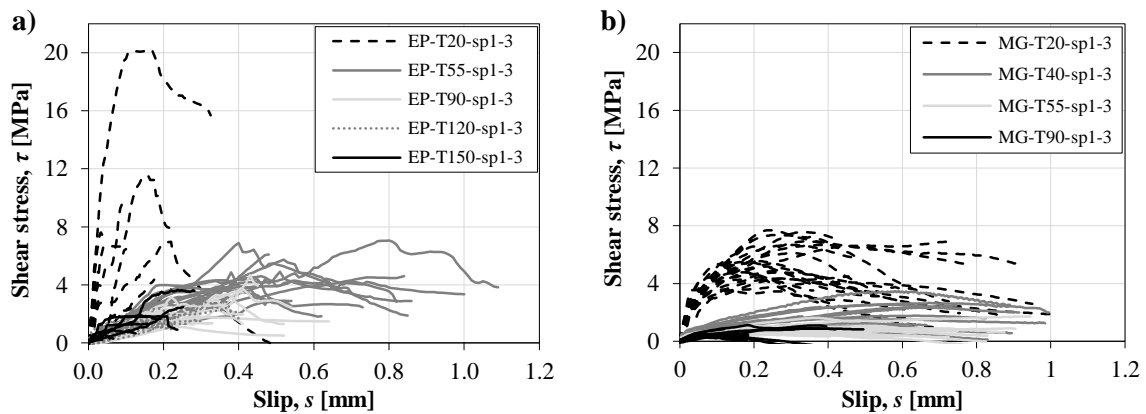 a)
Shear stress, τ [MPa]
20
16
12
8
4
0
0.0 0.2 0.4 0.6 0.8 1.0 1.2
Slip, s [mm]
EP-T20-sp1-3
EP-T55-sp1-3
EP-T90-sp1-3
EP-T120-sp1-3
EP-T150-sp1-3
b)
Shear stress, τ [MPa]
20
16
12
8
4
0
0 0.2 0.4 0.6 0.8 1 1.2
Slip, s [mm]
MG-T20-sp1-3
MG-T40-sp1-3
MG-T55-sp1-3
MG-T90-sp1-3